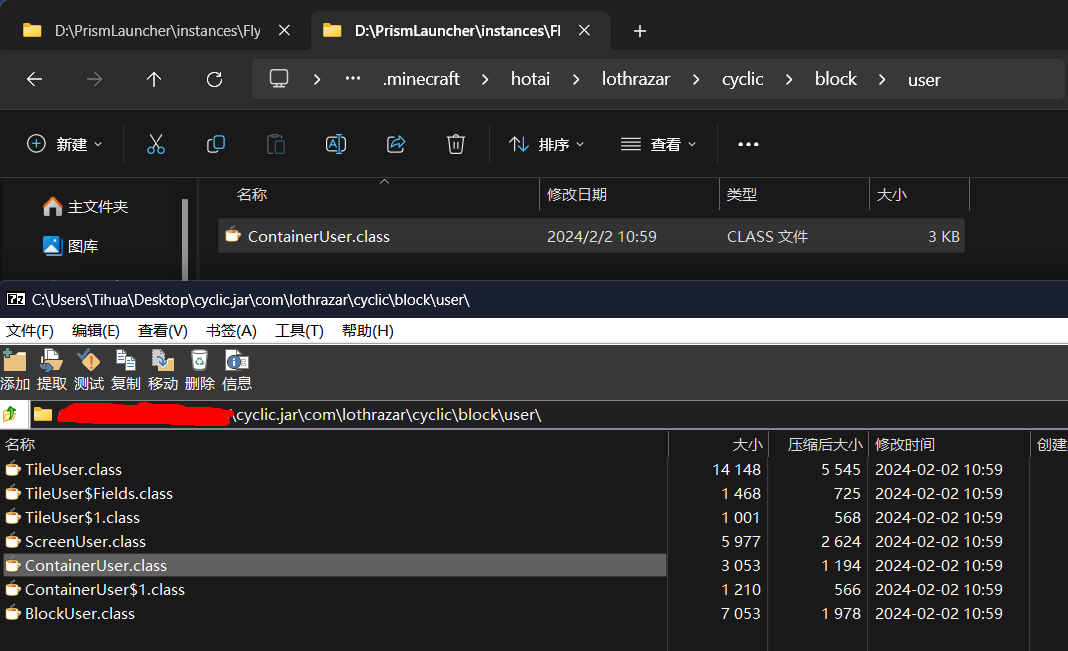 D:\PrismLauncher\instances\Fly D:\PrismLauncher\instances\Fl
... .minecraft > hotai > lothrazar > cyclic > block > user
新建 排序 查看 ...
主文件夹
图库
名称 修改日期 类型 大小
ContainerUser.class 2024/2/2 10:59 CLASS 文件 3 KB
7z C:\Users\Tihua\Desktop\cyclic.jar\com\lothrazar\cyclic\block\user\
文件(F) 编辑(E) 查看(V) 书签(A) 工具(T) 帮助(H)
添加 提取 测试 复制 移动 删除 信息
\cyclic.jar\com\lothrazar\cyclic\block\user\
名称 大小 压缩后大小 修改时间 创建
TileUser.class 14 148 5 545 2024-02-02 10:59
TileUser$Fields.class 1 468 725 2024-02-02 10:59
TileUser$1.class 1 001 568 2024-02-02 10:59
ScreenUser.class 5 977 2 624 2024-02-02 10:59
ContainerUser.class 3 053 1 194 2024-02-02 10:59
ContainerUser$1.class 1 210 566 2024-02-02 10:59
BlockUser.class 7 053 1 978 2024-02-02 10:59